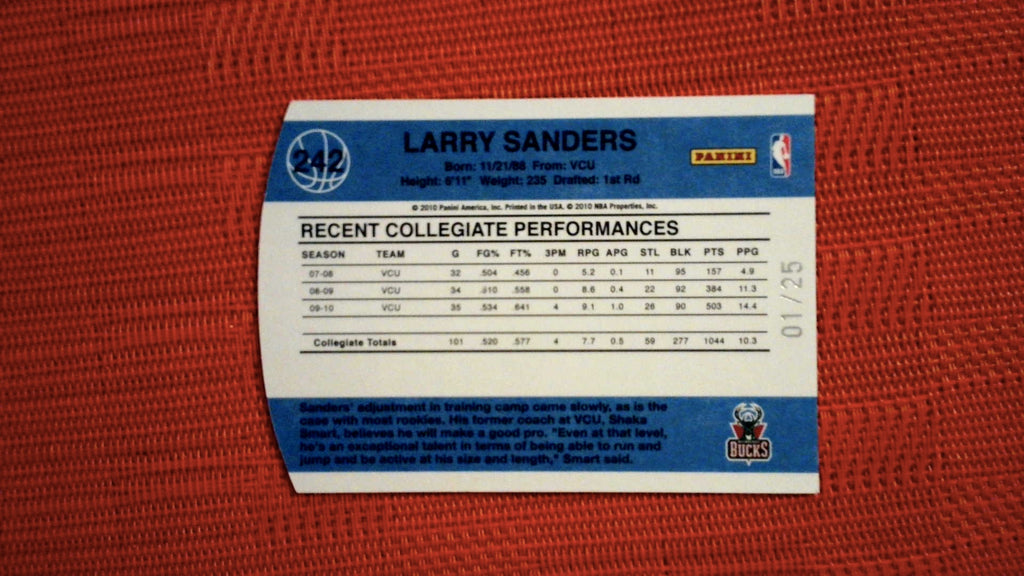 242
LARRY SANDERS
Born: 11/21/88 From: VCU
Height: 6'11" Weight: 235 Drafted: 1st Rd
PANINI
NBA
© 2010 Panini America, Inc. Printed in the USA. © 2010 NBA Properties, Inc.
RECENT COLLEGIATE PERFORMANCES
SEASON TEAM G FG% FT% 3PM RPG APG STL BLK PTS PPG
07-08 VCU 32 .504 .456 0 5.2 0.1 11 95 157 4.9
08-09 VCU 34 .510 .558 0 8.6 0.4 22 92 384 11.3
09-10 VCU 35 .534 .641 4 9.1 1.0 26 90 503 14.4
Collegiate Totals 101 .520 .577 4 7.7 0.5 59 277 1044 10.3
01/25
Sanders' adjustment in training camp came slowly, as is the
case with most rookies. His former coach at VCU, Shaka
Smart, believes he will make a good pro. "Even at that level,
he's an exceptional talent in terms of being able to run and
jump and be active at his size and length," Smart said.
BUCKS